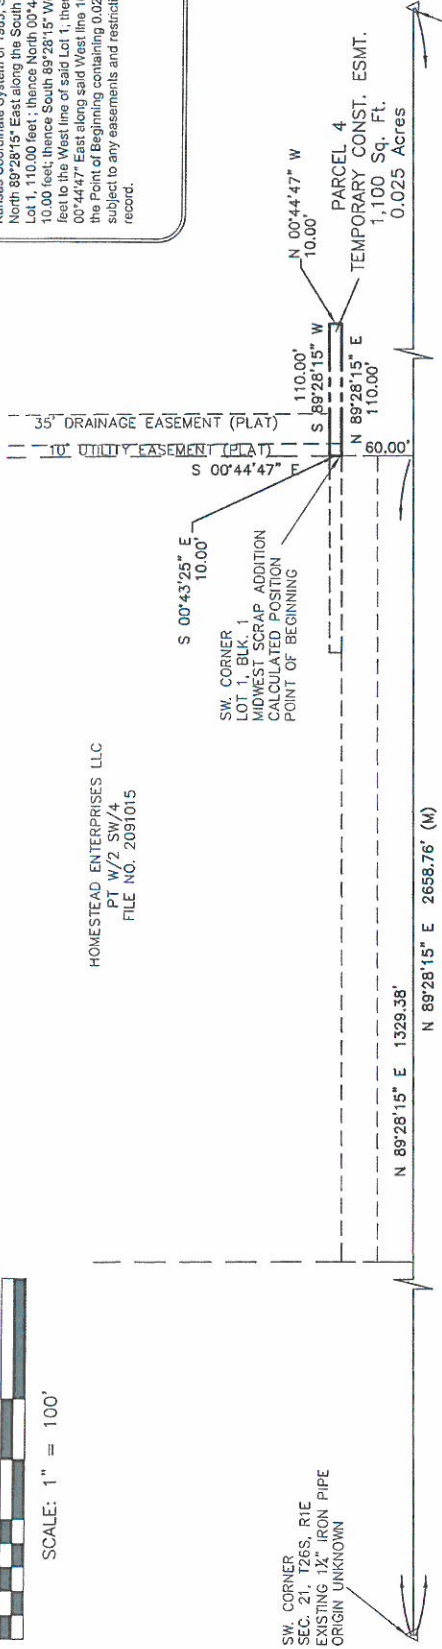 North 89°28'15" East along the South
Lot 1, 110.00 feet; thence North 00°4
10.00 feet; thence South 89°28'15" W
feet to the West line of said Lot 1; then
00°44'47" East along said West line 1
the Point of Beginning containing 0.02
subject to any easements and restricti
record.
N 00°44'47" W
10.00'
PARCEL 4
TEMPORARY CONST. ESMT.
1,100 Sq. Ft.
0.025 Acres
110.00'
S 89°28'15" W
N 89°28'15" E
110.00'
35' DRAINAGE EASEMENT (PLAT)
10' UTILITY EASEMENT (PLAT)
S 00°44'47" E
60.00'
S 00°43'25" E
10.00'
SW. CORNER
LOT 1, BLK. 1
MIDWEST SCRAP ADDITION
CALCULATED POSITION
POINT OF BEGINNING
HOMESTEAD ENTERPRISES LLC
PT W/2 SW/4
FILE NO. 2091015
N 89°28'15" E 1329.38'
N 89°28'15" E 2658.76' (M)
SCALE: 1" = 100'
SW. CORNER
SEC. 21, T26S, R1E
EXISTING 1¼" IRON PIPE
ORIGIN UNKNOWN